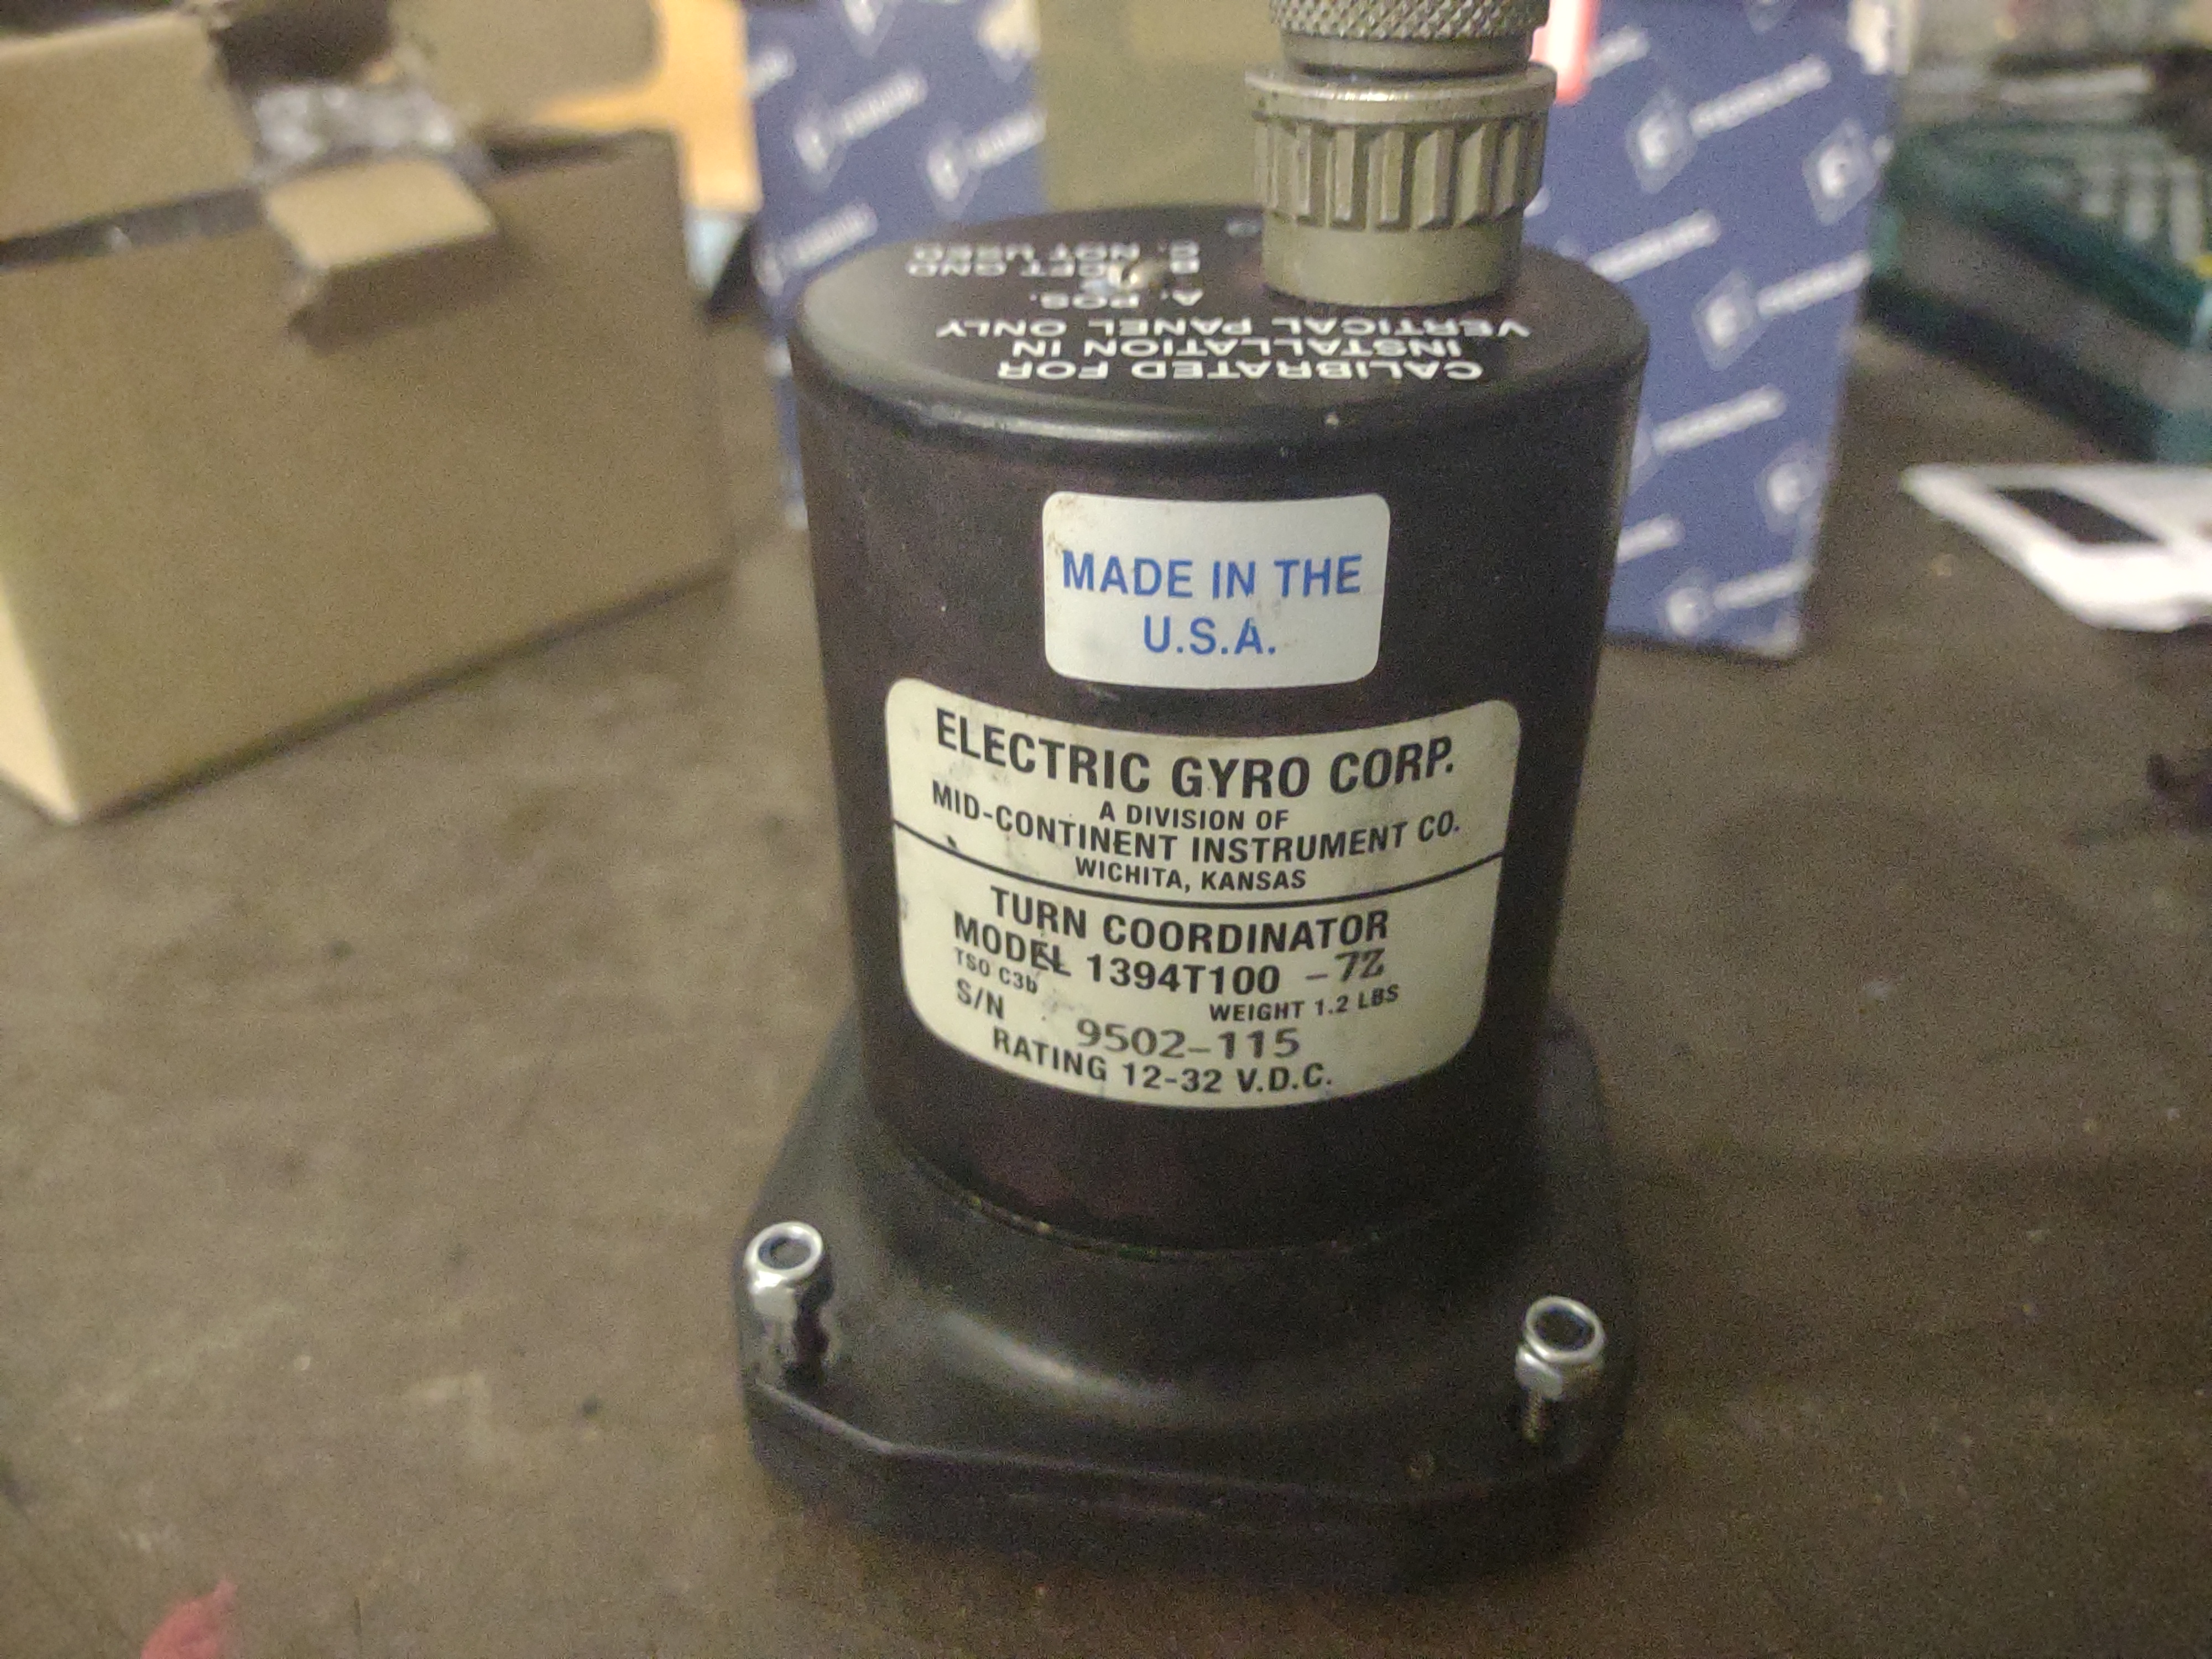 CALIBRATED FOR
INSTALLATION IN
VERTICAL PANEL ONLY
A. POS.
B. ACFT GND
C. NOT USED
MADE IN THE
U.S.A.
ELECTRIC GYRO CORP.
A DIVISION OF
MID-CONTINENT INSTRUMENT CO.
WICHITA, KANSAS
TURN COORDINATOR
MODEL 1394T100 -7Z
TSO C3b
WEIGHT 1.2 LBS
S/N 9502-115
RATING 12-32 V.D.C.